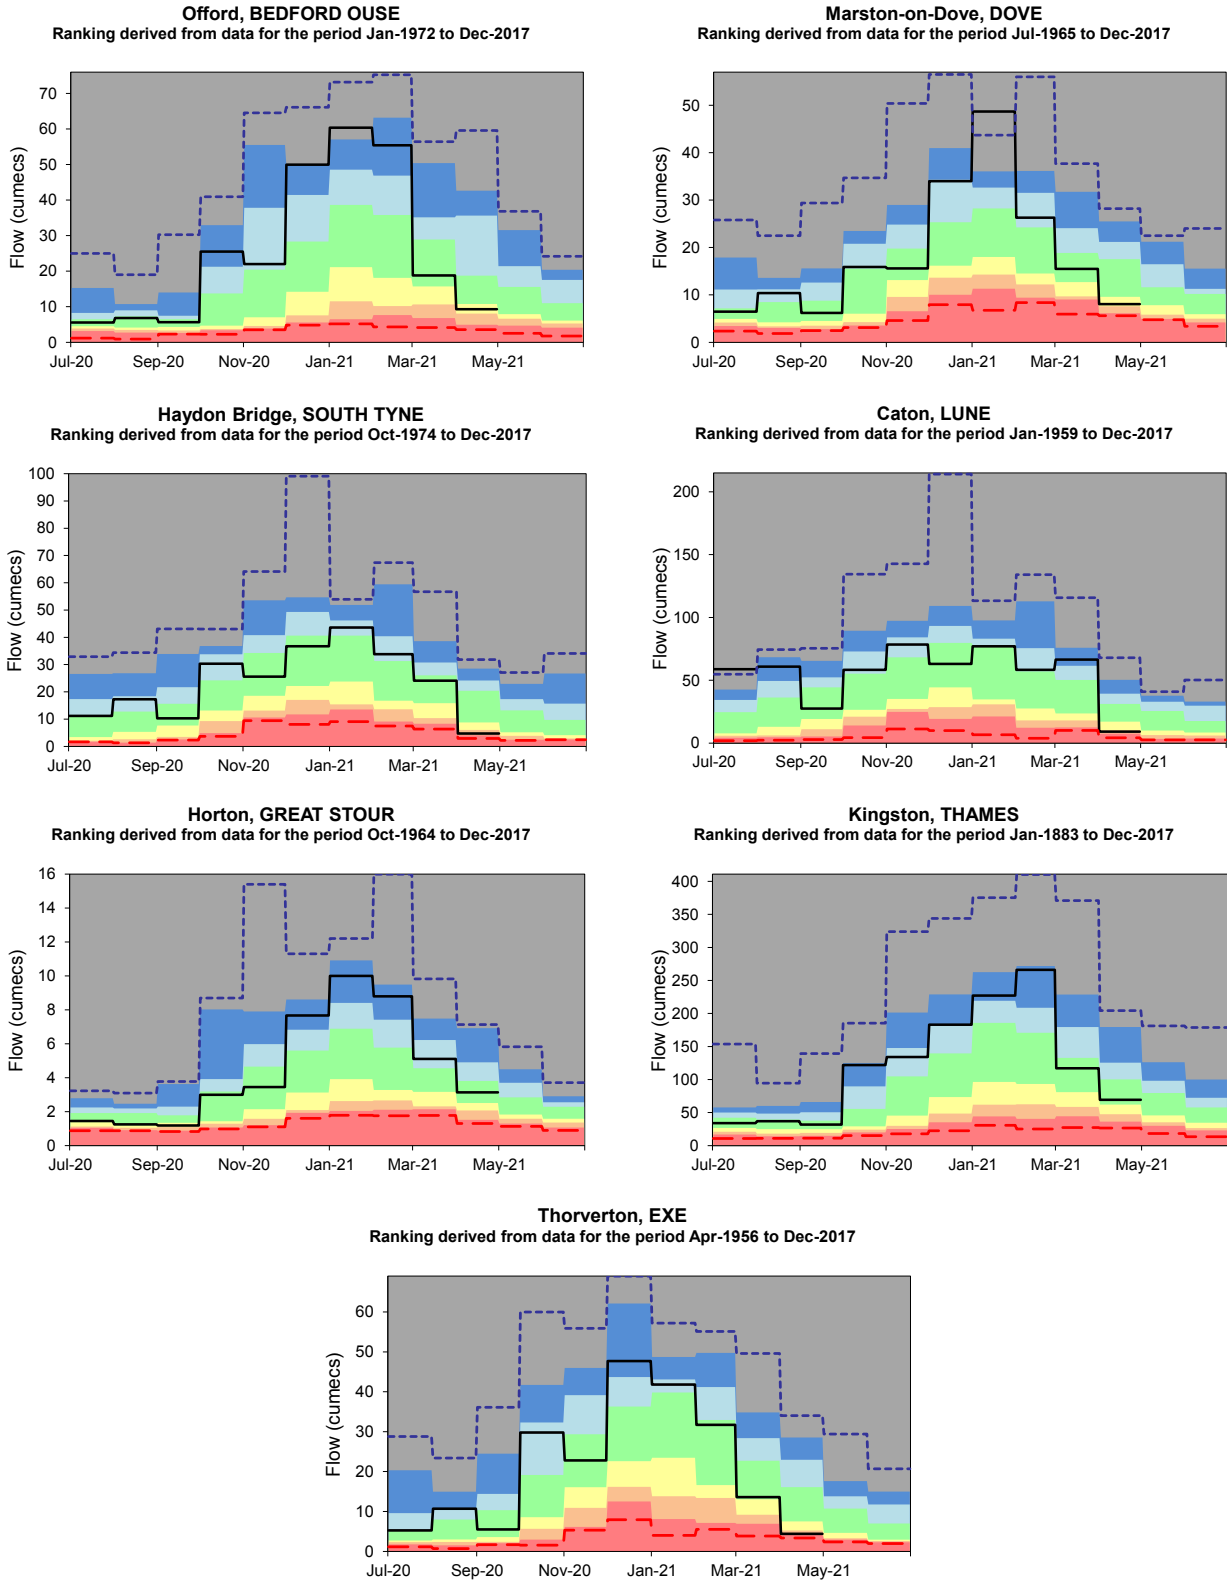 Offord, BEDFORD OUSE
Ranking derived from data for the period Jan-1972 to Dec-2017
Flow (cumecs)
70
60
50
40
30
20
10
0
Jul-20 Sep-20 Nov-20 Jan-21 Mar-21 May-21
Marston-on-Dove, DOVE
Ranking derived from data for the period Jul-1965 to Dec-2017
Flow (cumecs)
50
40
30
20
10
0
Jul-20 Sep-20 Nov-20 Jan-21 Mar-21 May-21
Haydon Bridge, SOUTH TYNE
Ranking derived from data for the period Oct-1974 to Dec-2017
Flow (cumecs)
100
90
80
70
60
50
40
30
20
10
0
Jul-20 Sep-20 Nov-20 Jan-21 Mar-21 May-21
Caton, LUNE
Ranking derived from data for the period Jan-1959 to Dec-2017
Flow (cumecs)
200
150
100
50
0
Jul-20 Sep-20 Nov-20 Jan-21 Mar-21 May-21
Horton, GREAT STOUR
Ranking derived from data for the period Oct-1964 to Dec-2017
Flow (cumecs)
16
14
12
10
8
6
4
2
0
Jul-20 Sep-20 Nov-20 Jan-21 Mar-21 May-21
Kingston, THAMES
Ranking derived from data for the period Jan-1883 to Dec-2017
Flow (cumecs)
400
350
300
250
200
150
100
50
0
Jul-20 Sep-20 Nov-20 Jan-21 Mar-21 May-21
Thorverton, EXE
Ranking derived from data for the period Apr-1956 to Dec-2017
Flow (cumecs)
60
50
40
30
20
10
0
Jul-20 Sep-20 Nov-20 Jan-21 Mar-21 May-21